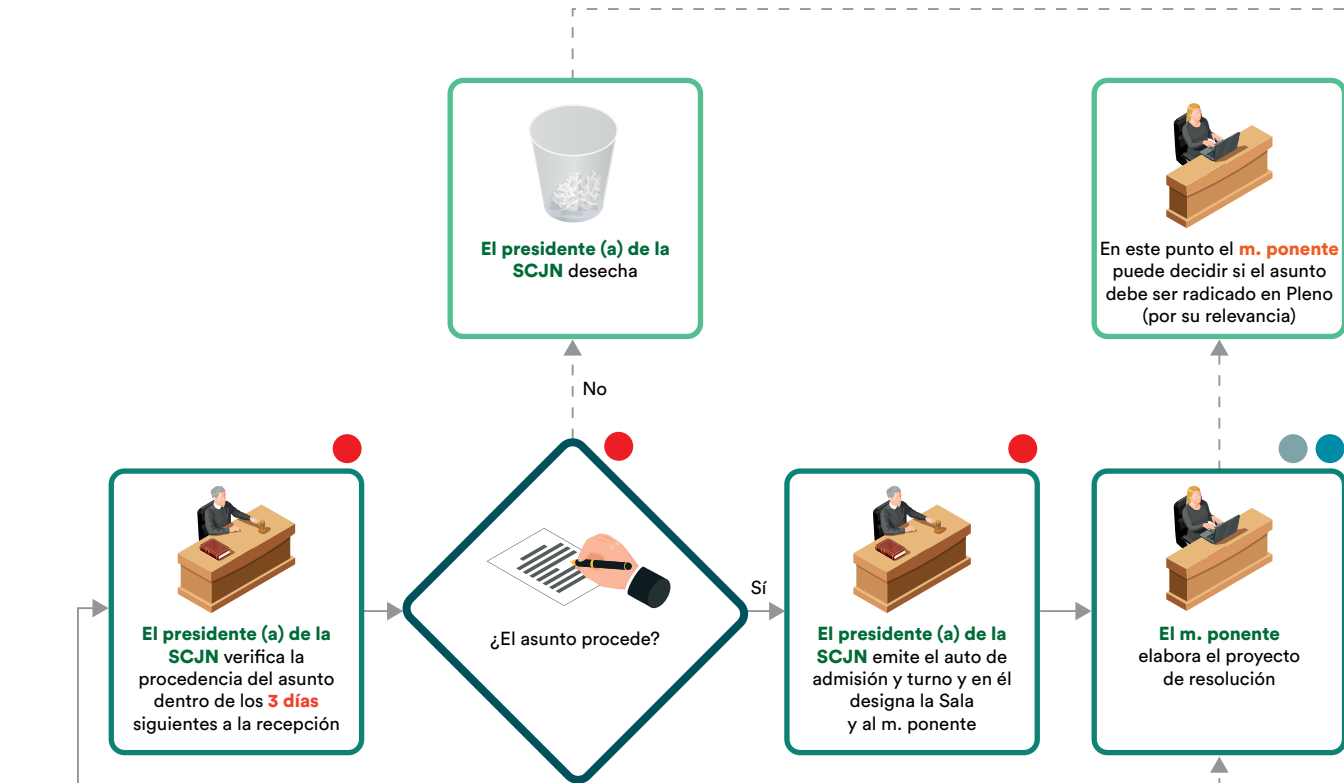 El presidente (a) de la
SCJN desecha
En este punto el m. ponente
puede decidir si el asunto
debe ser radicado en Pleno
(por su relevancia)
No
El presidente (a) de la
SCJN verifica la
procedencia del asunto
dentro de los 3 días
siguientes a la recepción
¿El asunto procede?
Sí
El presidente (a) de la
SCJN emite el auto de
admisión y turno y en él
designa la Sala
y al m. ponente
El m. ponente
elabora el proyecto
de resolución